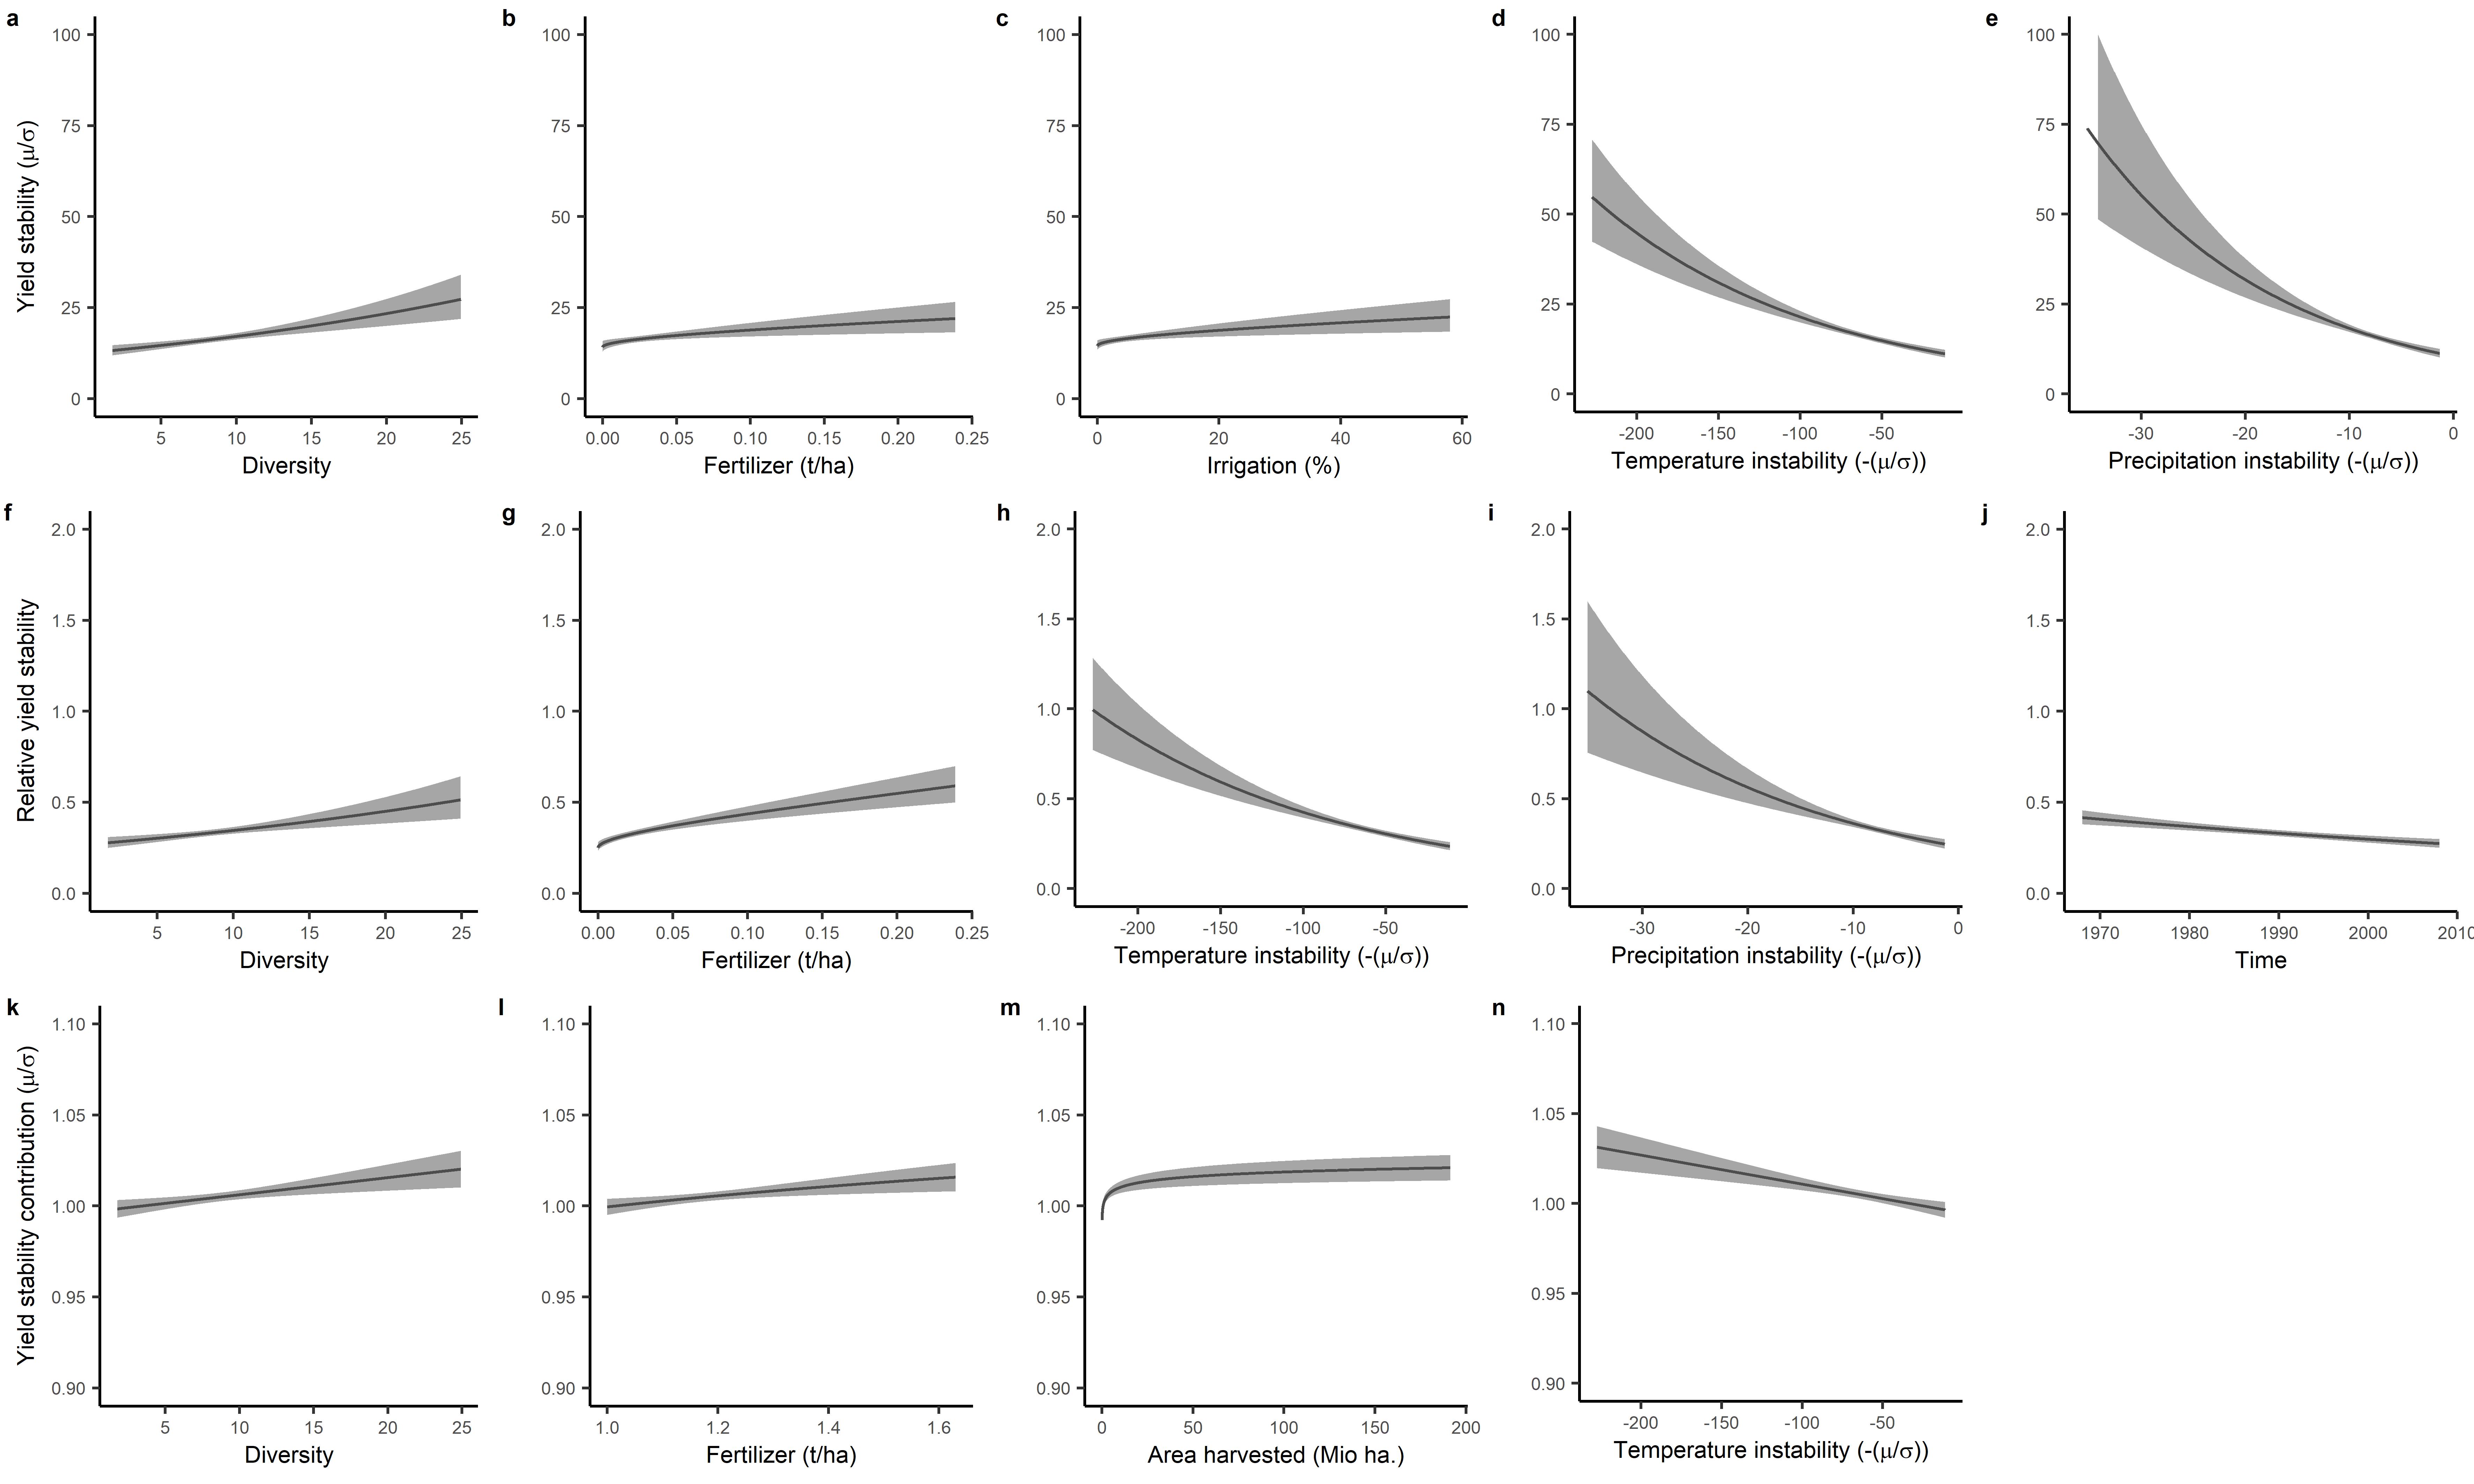 a
Yield stability (μ/σ)
100
75
50
25
0
5 10 15 20 25
Diversity
b
100
75
50
25
0
0.00 0.05 0.10 0.15 0.20 0.25
Fertilizer (t/ha)
c
100
75
50
25
0
0 20 40 60
Irrigation (%)
d
100
75
50
25
0
-200 -150 -100 -50
Temperature instability (-(μ/σ))
e
100
75
50
25
0
-30 -20 -10 0
Precipitation instability (-(μ/σ))
f
Relative yield stability
2.0
1.5
1.0
0.5
0.0
5 10 15 20 25
Diversity
g
2.0
1.5
1.0
0.5
0.0
0.00 0.05 0.10 0.15 0.20 0.25
Fertilizer (t/ha)
h
2.0
1.5
1.0
0.5
0.0
-200 -150 -100 -50
Temperature instability (-(μ/σ))
i
2.0
1.5
1.0
0.5
0.0
-30 -20 -10 0
Precipitation instability (-(μ/σ))
j
2.0
1.5
1.0
0.5
0.0
1970 1980 1990 2000 2010
Time
k
Yield stability contribution (μ/σ)
1.10
1.05
1.00
0.95
0.90
5 10 15 20 25
Diversity
l
1.10
1.05
1.00
0.95
0.90
1.0 1.2 1.4 1.6
Fertilizer (t/ha)
m
1.10
1.05
1.00
0.95
0.90
0 50 100 150 200
Area harvested (Mio ha.)
n
1.10
1.05
1.00
0.95
0.90
-200 -150 -100 -50
Temperature instability (-(μ/σ))